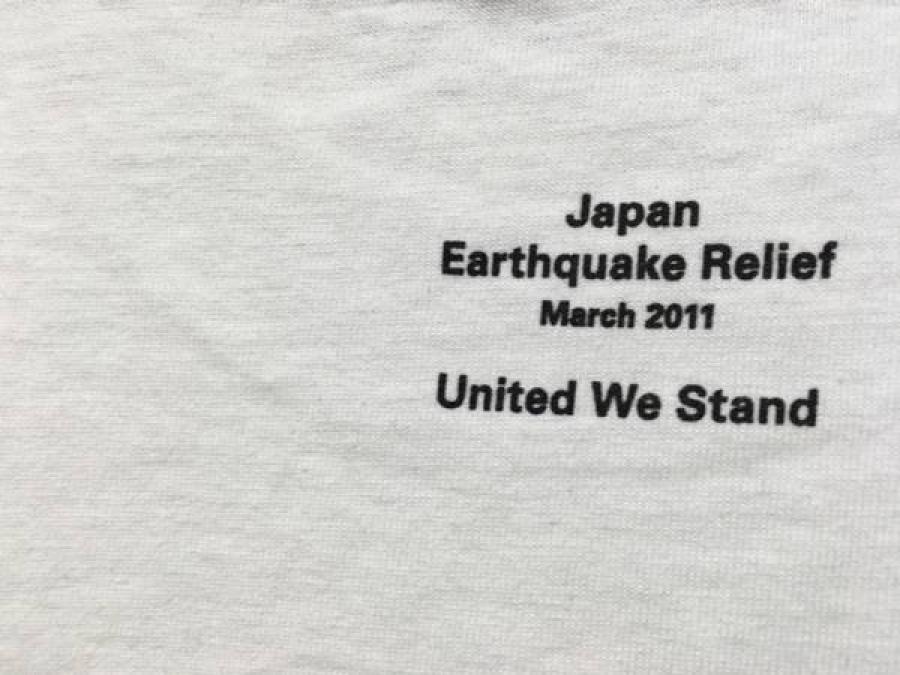 Japan
Earthquake Relief
March 2011
United We Stand